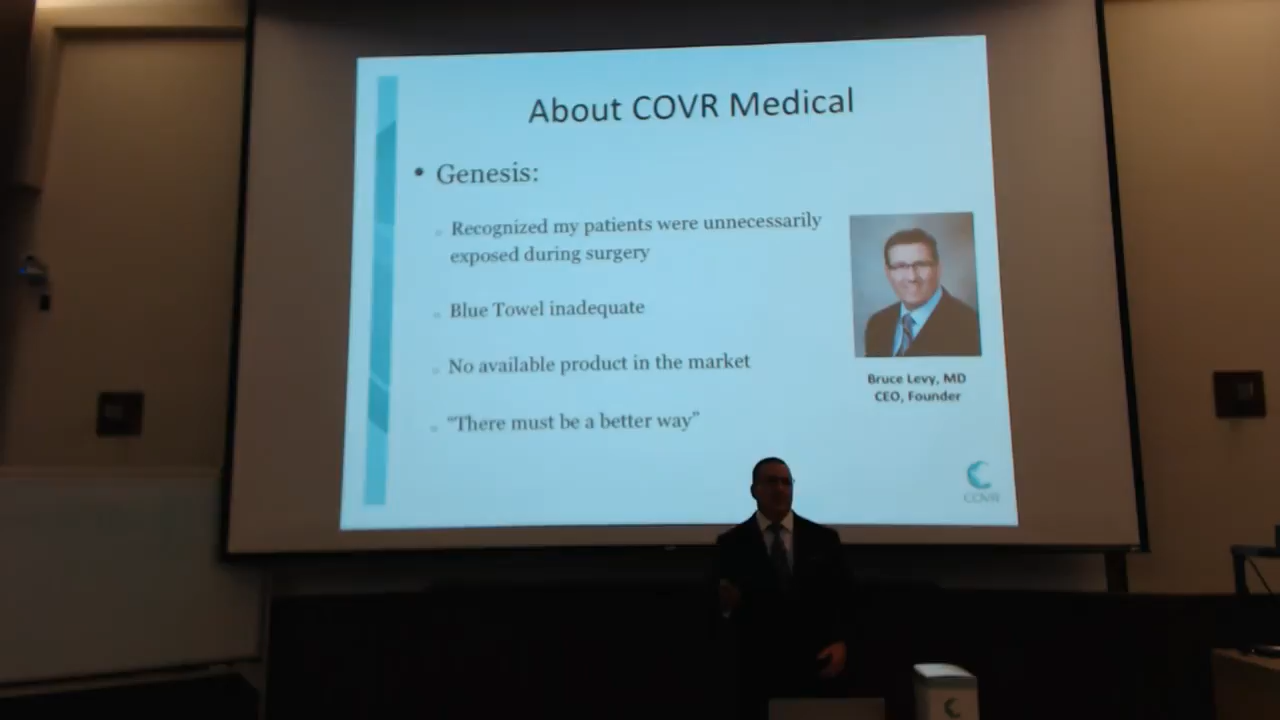 About COVR Medical
• Genesis:
Recognized my patients were unnecessarily
exposed during surgery
Blue Towel inadequate
No available product in the market
“There must be a better way”
Bruce Levy, MD
CEO, Founder
COVR